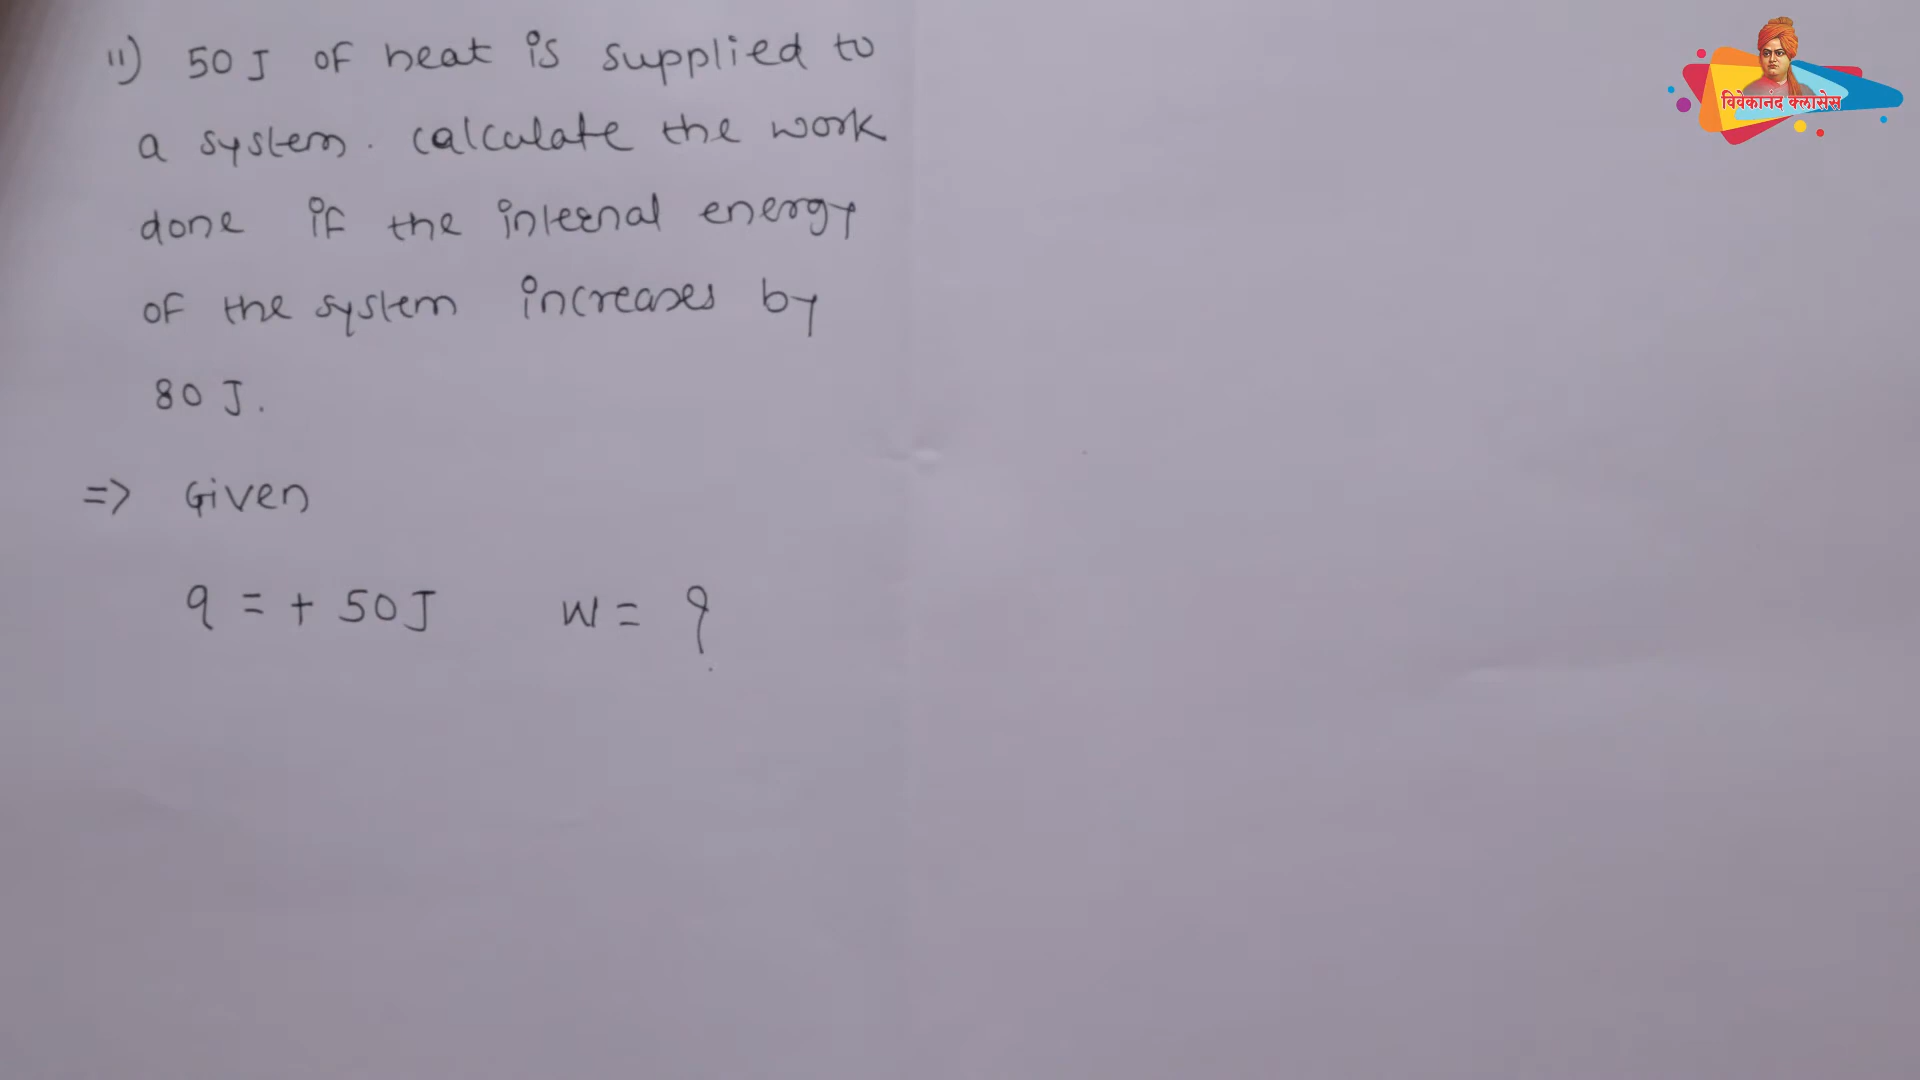 11) 50 J of heat is supplied to
a system. calculate the work
done if the internal energy
of the system increases by
80 J.
=> Given
q = + 50 J W = ?
विवेकानंद क्लासेस